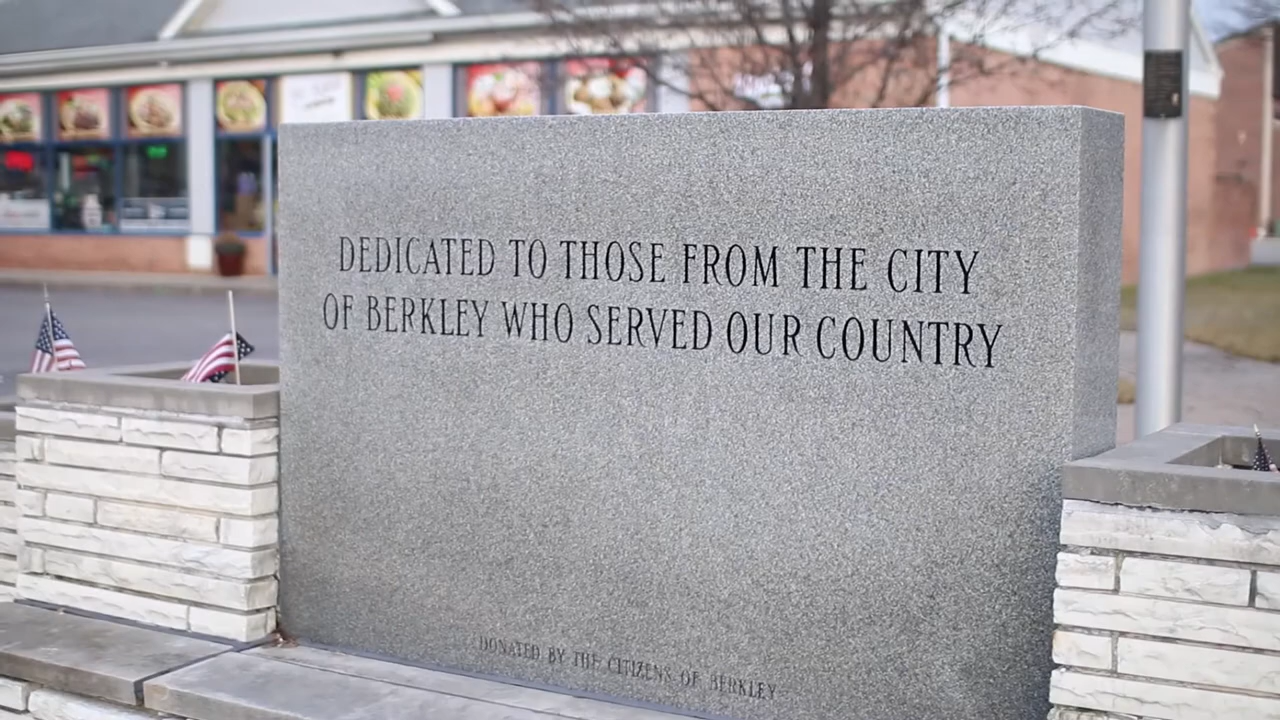 DEDICATED TO THOSE FROM THE CITY
OF BERKLEY WHO SERVED OUR COUNTRY
DONATED BY THE CITIZENS OF BERKLEY